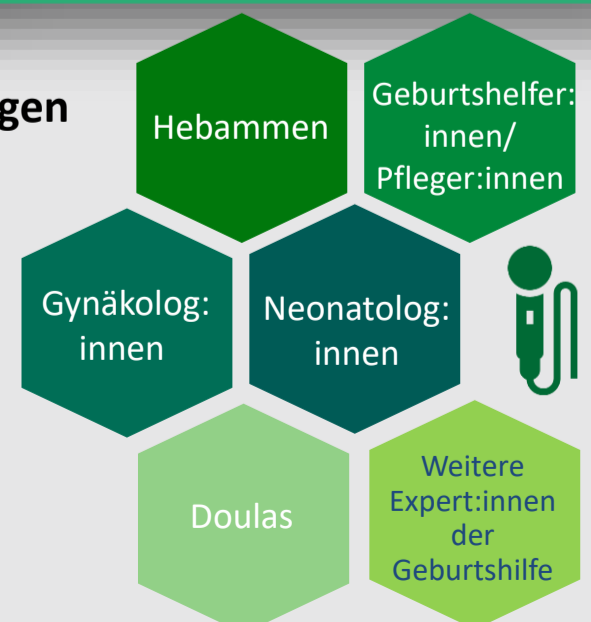 gen
Hebammen
Geburtshelfer:
innen/
Pfleger:innen
Gynäkolog:
innen
Neonatolog:
innen
Doulas
Weitere
Expert:innen
der
Geburtshilfe